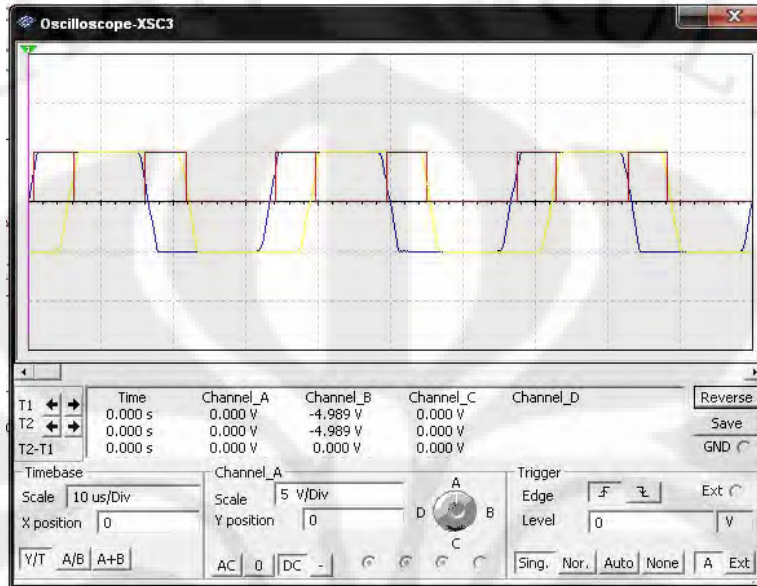 Oscilloscope-XSC3
Time Channel_A Channel_B Channel_C Channel_D
T1 0.000 s 0.000 V -4.989 V 0.000 V
T2 0.000 s 0.000 V -4.989 V 0.000 V
T2-T1 0.000 s 0.000 V 0.000 V 0.000 V
Reverse
Save
GND
Timebase
Scale 10 us/Div
X position 0
Y/T A/B A+B
Channel_A
Scale 5 V/Div
Y position 0
AC 0 DC -
A
D B
C
Trigger
Edge Ext
Level 0 V
Sing. Nor. Auto None A Ext